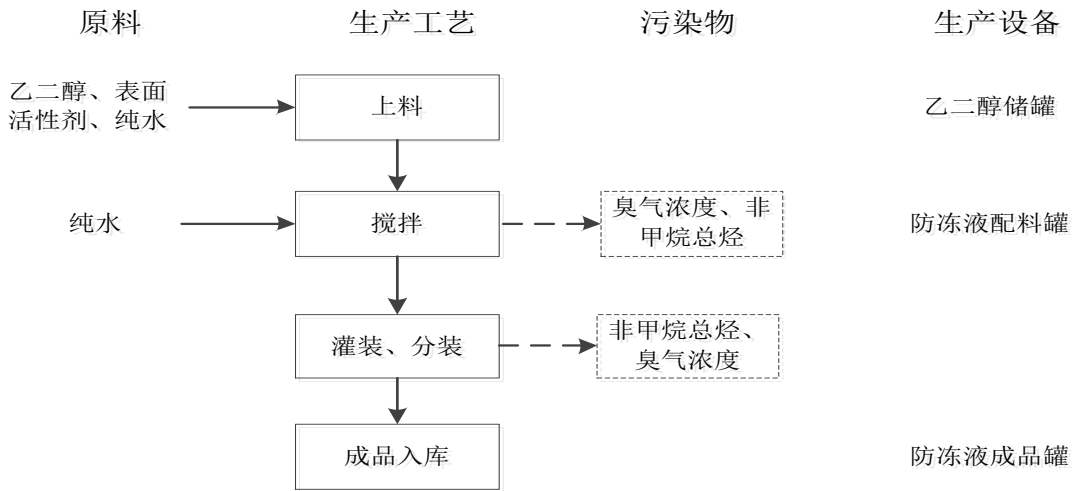 原料 生产工艺 污染物 生产设备
乙二醇、表面
活性剂、纯水
上料
乙二醇储罐
纯水
搅拌
臭气浓度、非
甲烷总烃
防冻液配料罐
灌装、分装
非甲烷总烃、
臭气浓度
成品入库
防冻液成品罐